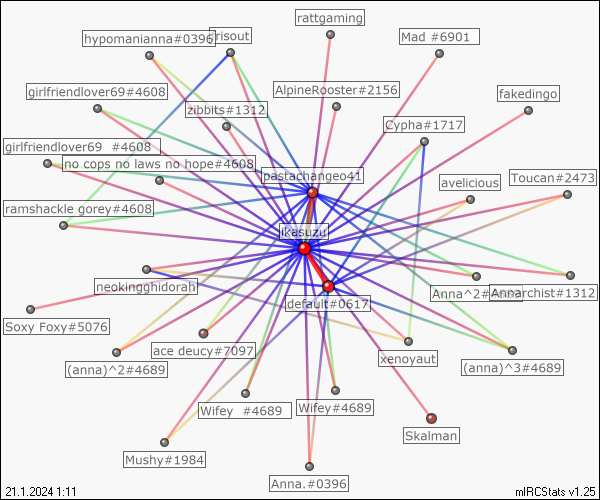 rattgaming
hypomanianna#0396
risout
Mad #6901
girlfriendlover69#4608
AlpineRooster#2156
fakedingo
zibbits#1312
Cypha#1717
girlfriendlover69 #4608
no cops no laws no hope#4608
pastachangeo41
avelicious
Toucan#2473
ramshackle gorey#4608
ikasuzu
neokingghidorah
default#0617
Anna^2#
Annarchist#1312
Soxy Foxy#5076
ace deucy#7097
xenoyaut
(anna)^2#4689
(anna)^3#4689
Wifey #4689
Wifey#4689
Skalman
Mushy#1984
Anna.#0396
21.1.2024 1:11
mIRCStats v1.25